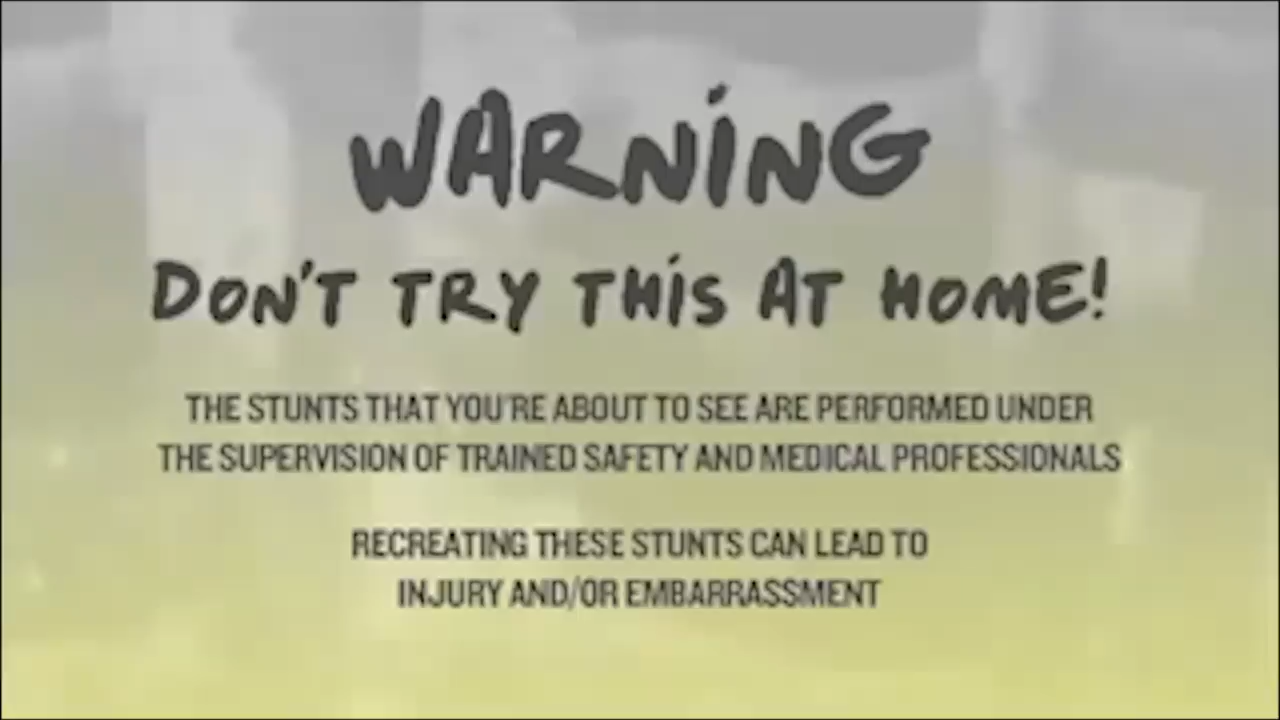 WARNING
DON'T TRY THIS AT HOME!
THE STUNTS THAT YOU'RE ABOUT TO SEE ARE PERFORMED UNDER
THE SUPERVISION OF TRAINED SAFETY AND MEDICAL PROFESSIONALS
RECREATING THESE STUNTS CAN LEAD TO
INJURY AND/OR EMBARRASSMENT